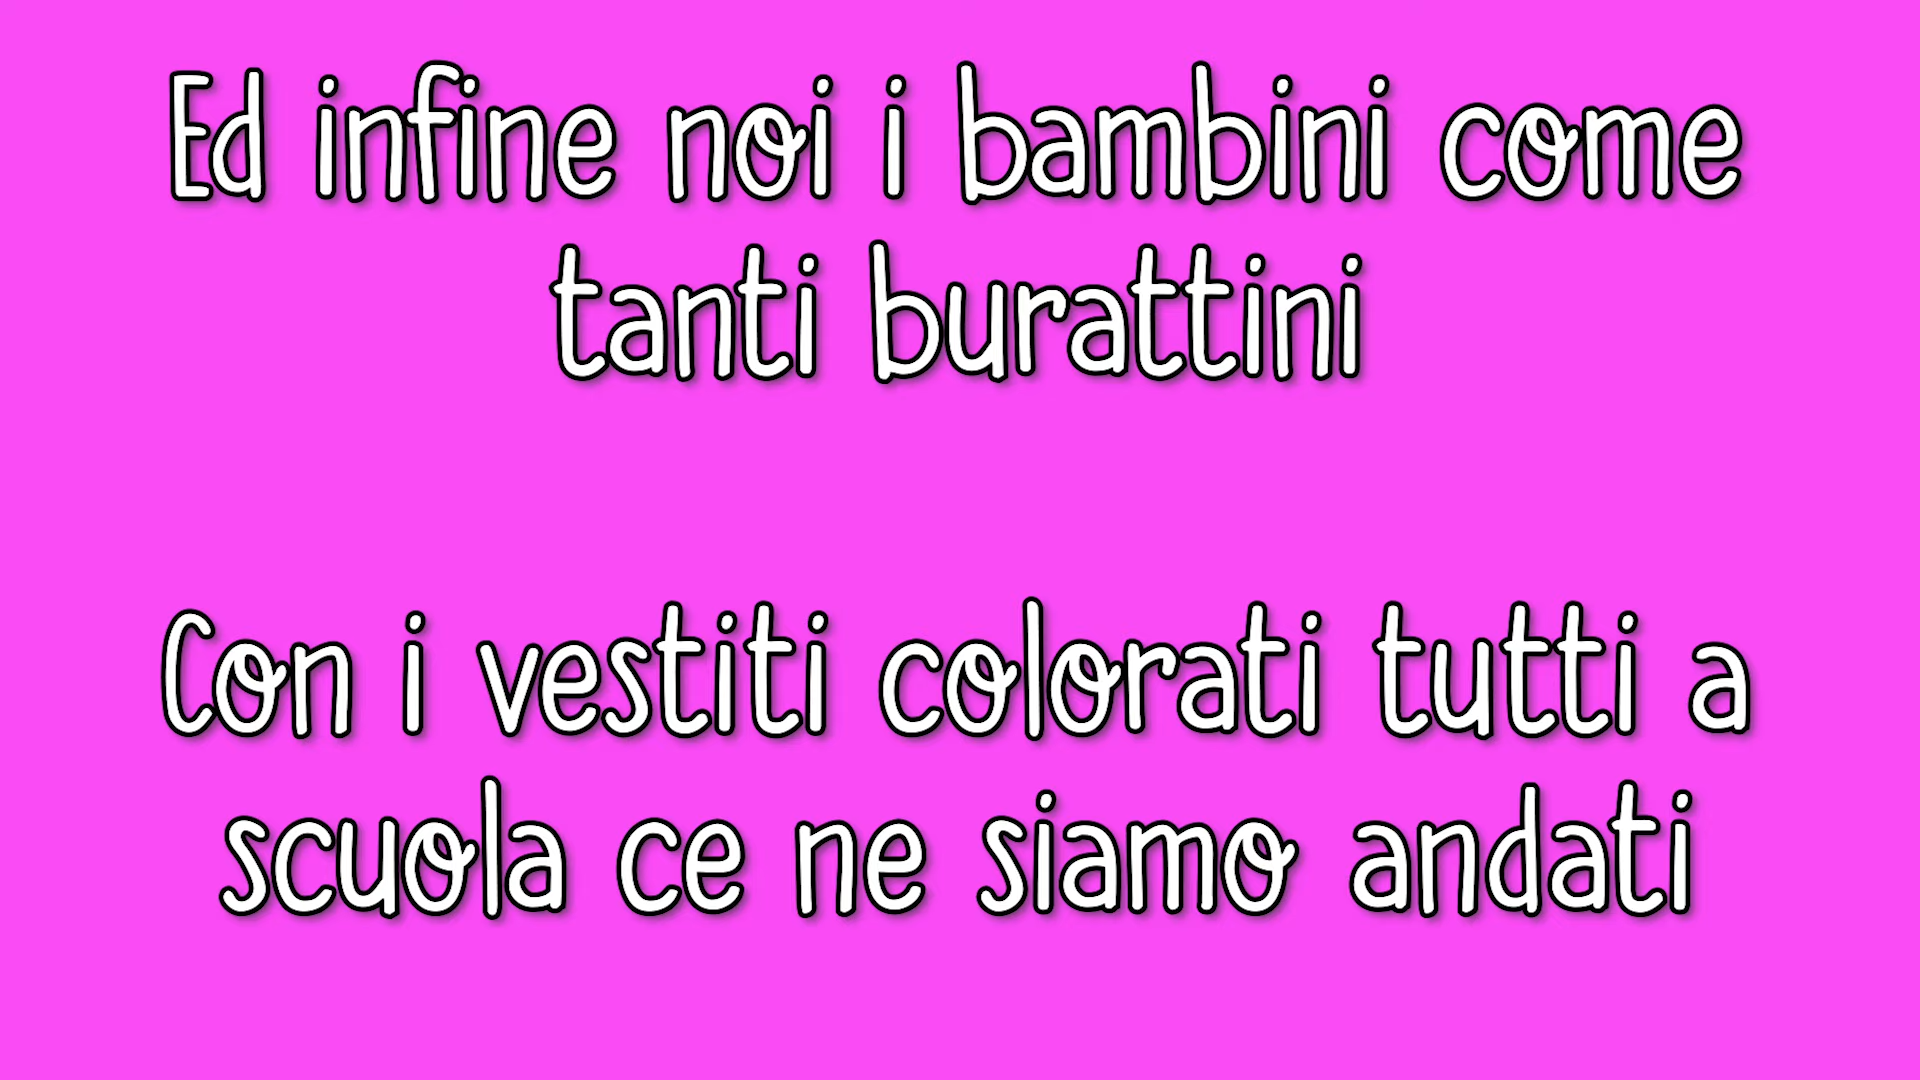 Ed infine noi i bambini come
tanti burattini
Con i vestiti colorati tutti a
scuola ce ne siamo andati